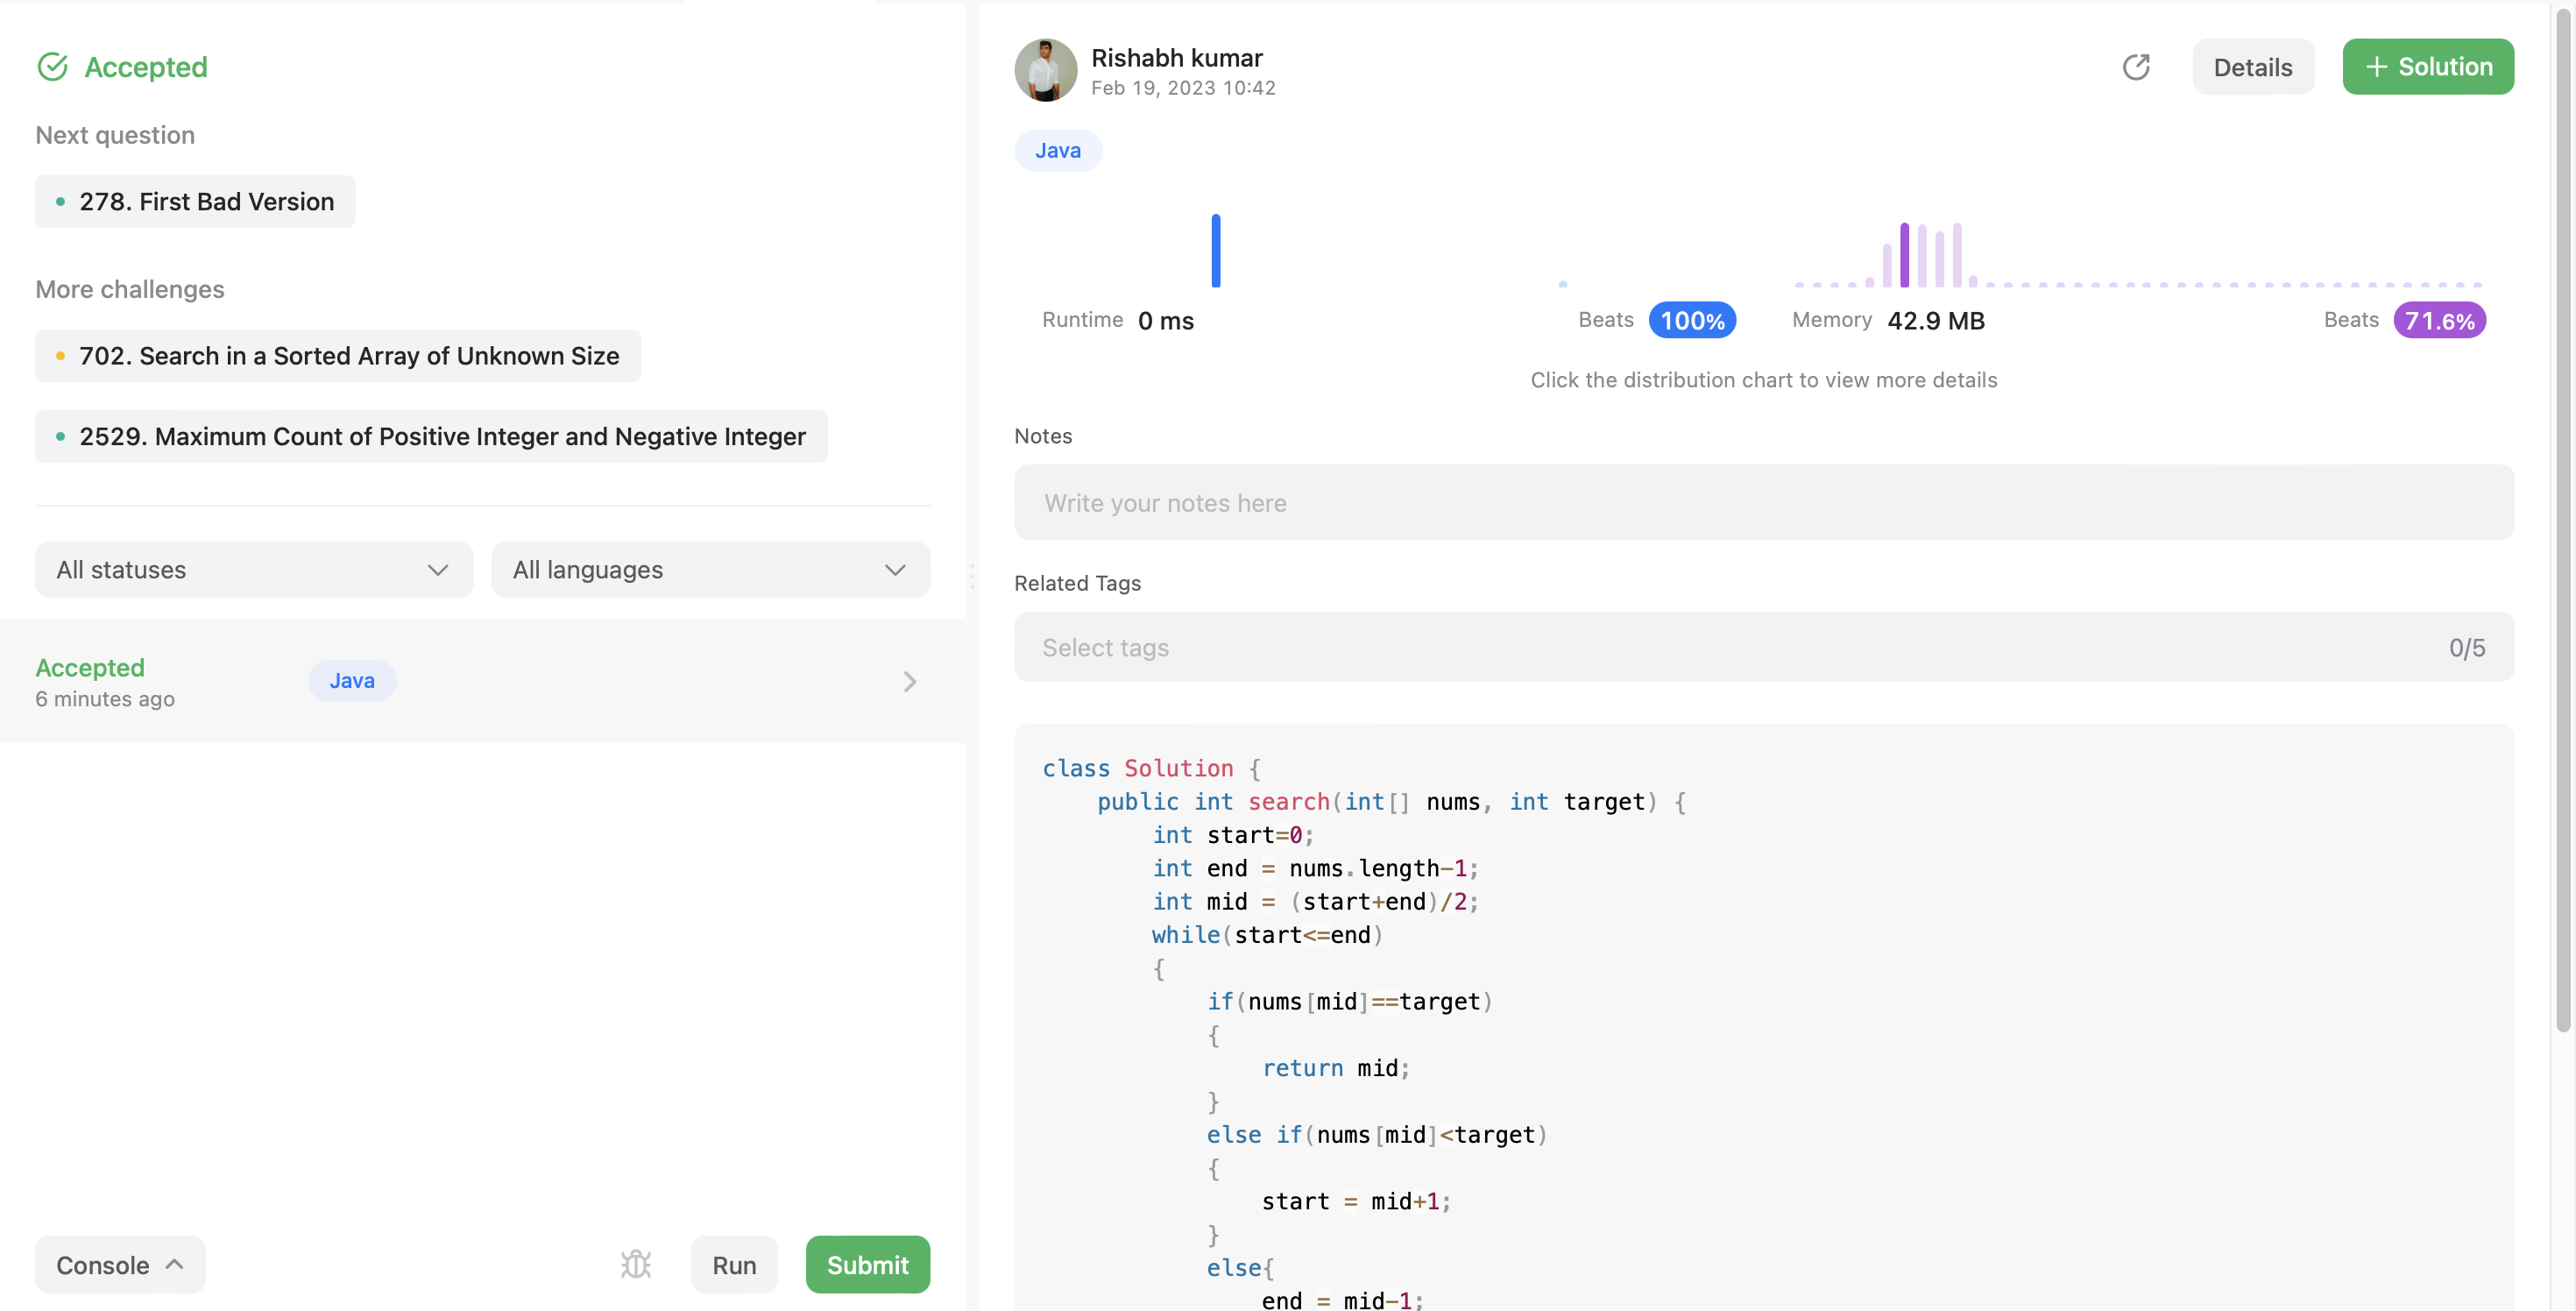 Accepted
Next question
278. First Bad Version
More challenges
702. Search in a Sorted Array of Unknown Size
2529. Maximum Count of Positive Integer and Negative Integer
All statuses
All languages
Accepted
6 minutes ago
Java
Console
Run
Submit
Rishabh kumar
Feb 19, 2023 10:42
Details
+ Solution
Java
Runtime 0 ms
Beats 100%
Memory 42.9 MB
Beats 71.6%
Click the distribution chart to view more details
Notes
Write your notes here
Related Tags
Select tags
0/5
class Solution {
    public int search(int[] nums, int target) {
        int start=0;
        int end = nums.length-1;
        int mid = (start+end)/2;
        while(start<=end)
        {
            if(nums[mid]==target)
            {
                return mid;
            }
            else if(nums[mid]<target)
            {
                start = mid+1;
            }
            else{
                end = mid-1;